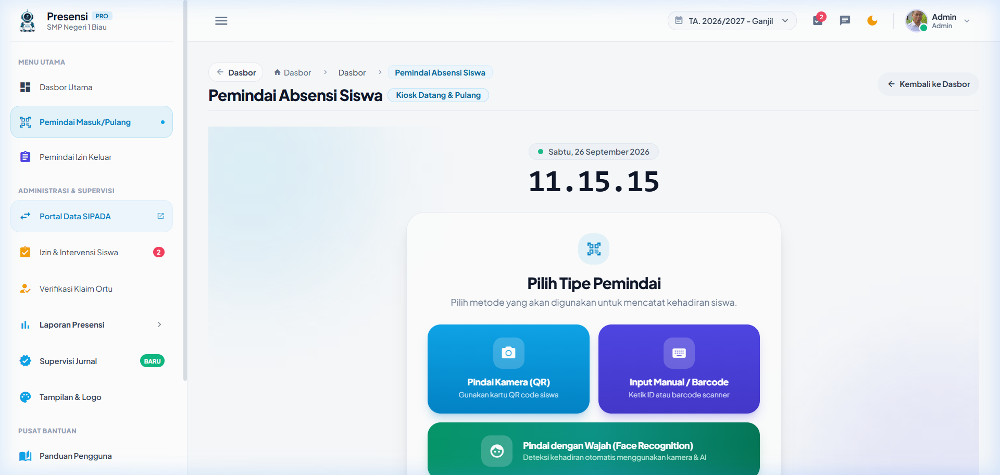 Presensi PRO
SMP Negeri 1 Biau
TA. 2026/2027 - Ganjil
2
Admin
Admin
MENU UTAMA
Dasbor Utama
Pemindai Masuk/Pulang
Pemindai Izin Keluar
ADMINISTRASI & SUPERVISI
Portal Data SIPADA
Izin & Intervensi Siswa 2
Verifikasi Klaim Ortu
Laporan Presensi
Supervisi Jurnal BARU
Tampilan & Logo
PUSAT BANTUAN
Panduan Pengguna
Dasbor Dasbor > Dasbor > Pemindai Absensi Siswa
Pemindai Absensi Siswa Kiosk Datang & Pulang
Kembali ke Dasbor
Sabtu, 26 September 2026
11.15.15
Pilih Tipe Pemindai
Pilih metode yang akan digunakan untuk mencatat kehadiran siswa.
Pindai Kamera (QR)
Gunakan kartu QR code siswa
Input Manual / Barcode
Ketik ID atau barcode scanner
Pindai dengan Wajah (Face Recognition)
Deteksi kehadiran otomatis menggunakan kamera & AI